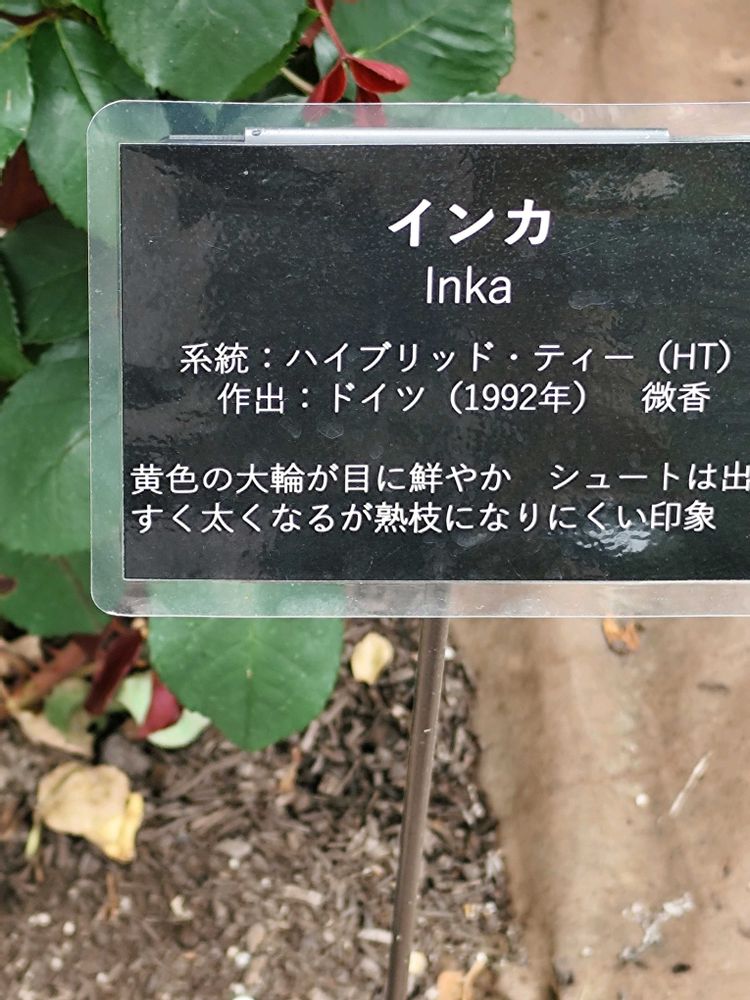 インカ
Inka
系統：ハイブリッド・ティー（HT）
作出：ドイツ（1992年）　微香
黄色の大輪が目に鮮やか　シュートは出
すく太くなるが熟枝になりにくい印象